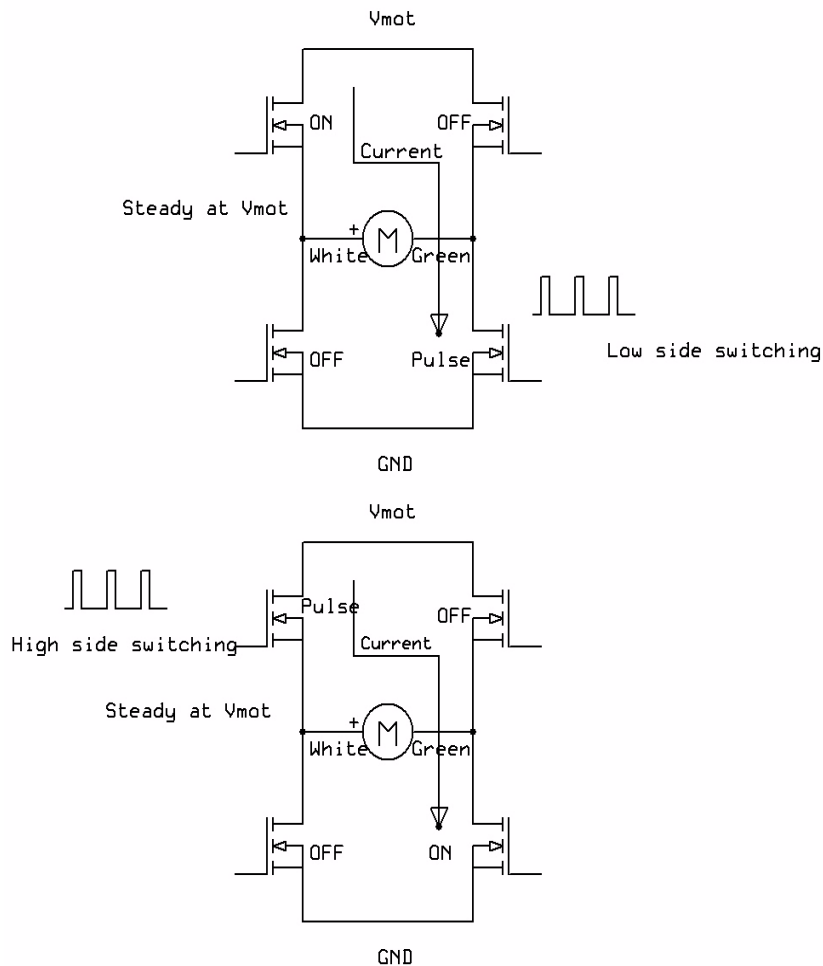 Vmot
ON
OFF
Current
Steady at Vmot
+
M
White
Green
OFF
Pulse
Low side switching
GND
Vmot
Pulse
OFF
High side switching
Current
Steady at Vmot
+
M
White
Green
OFF
ON
GND